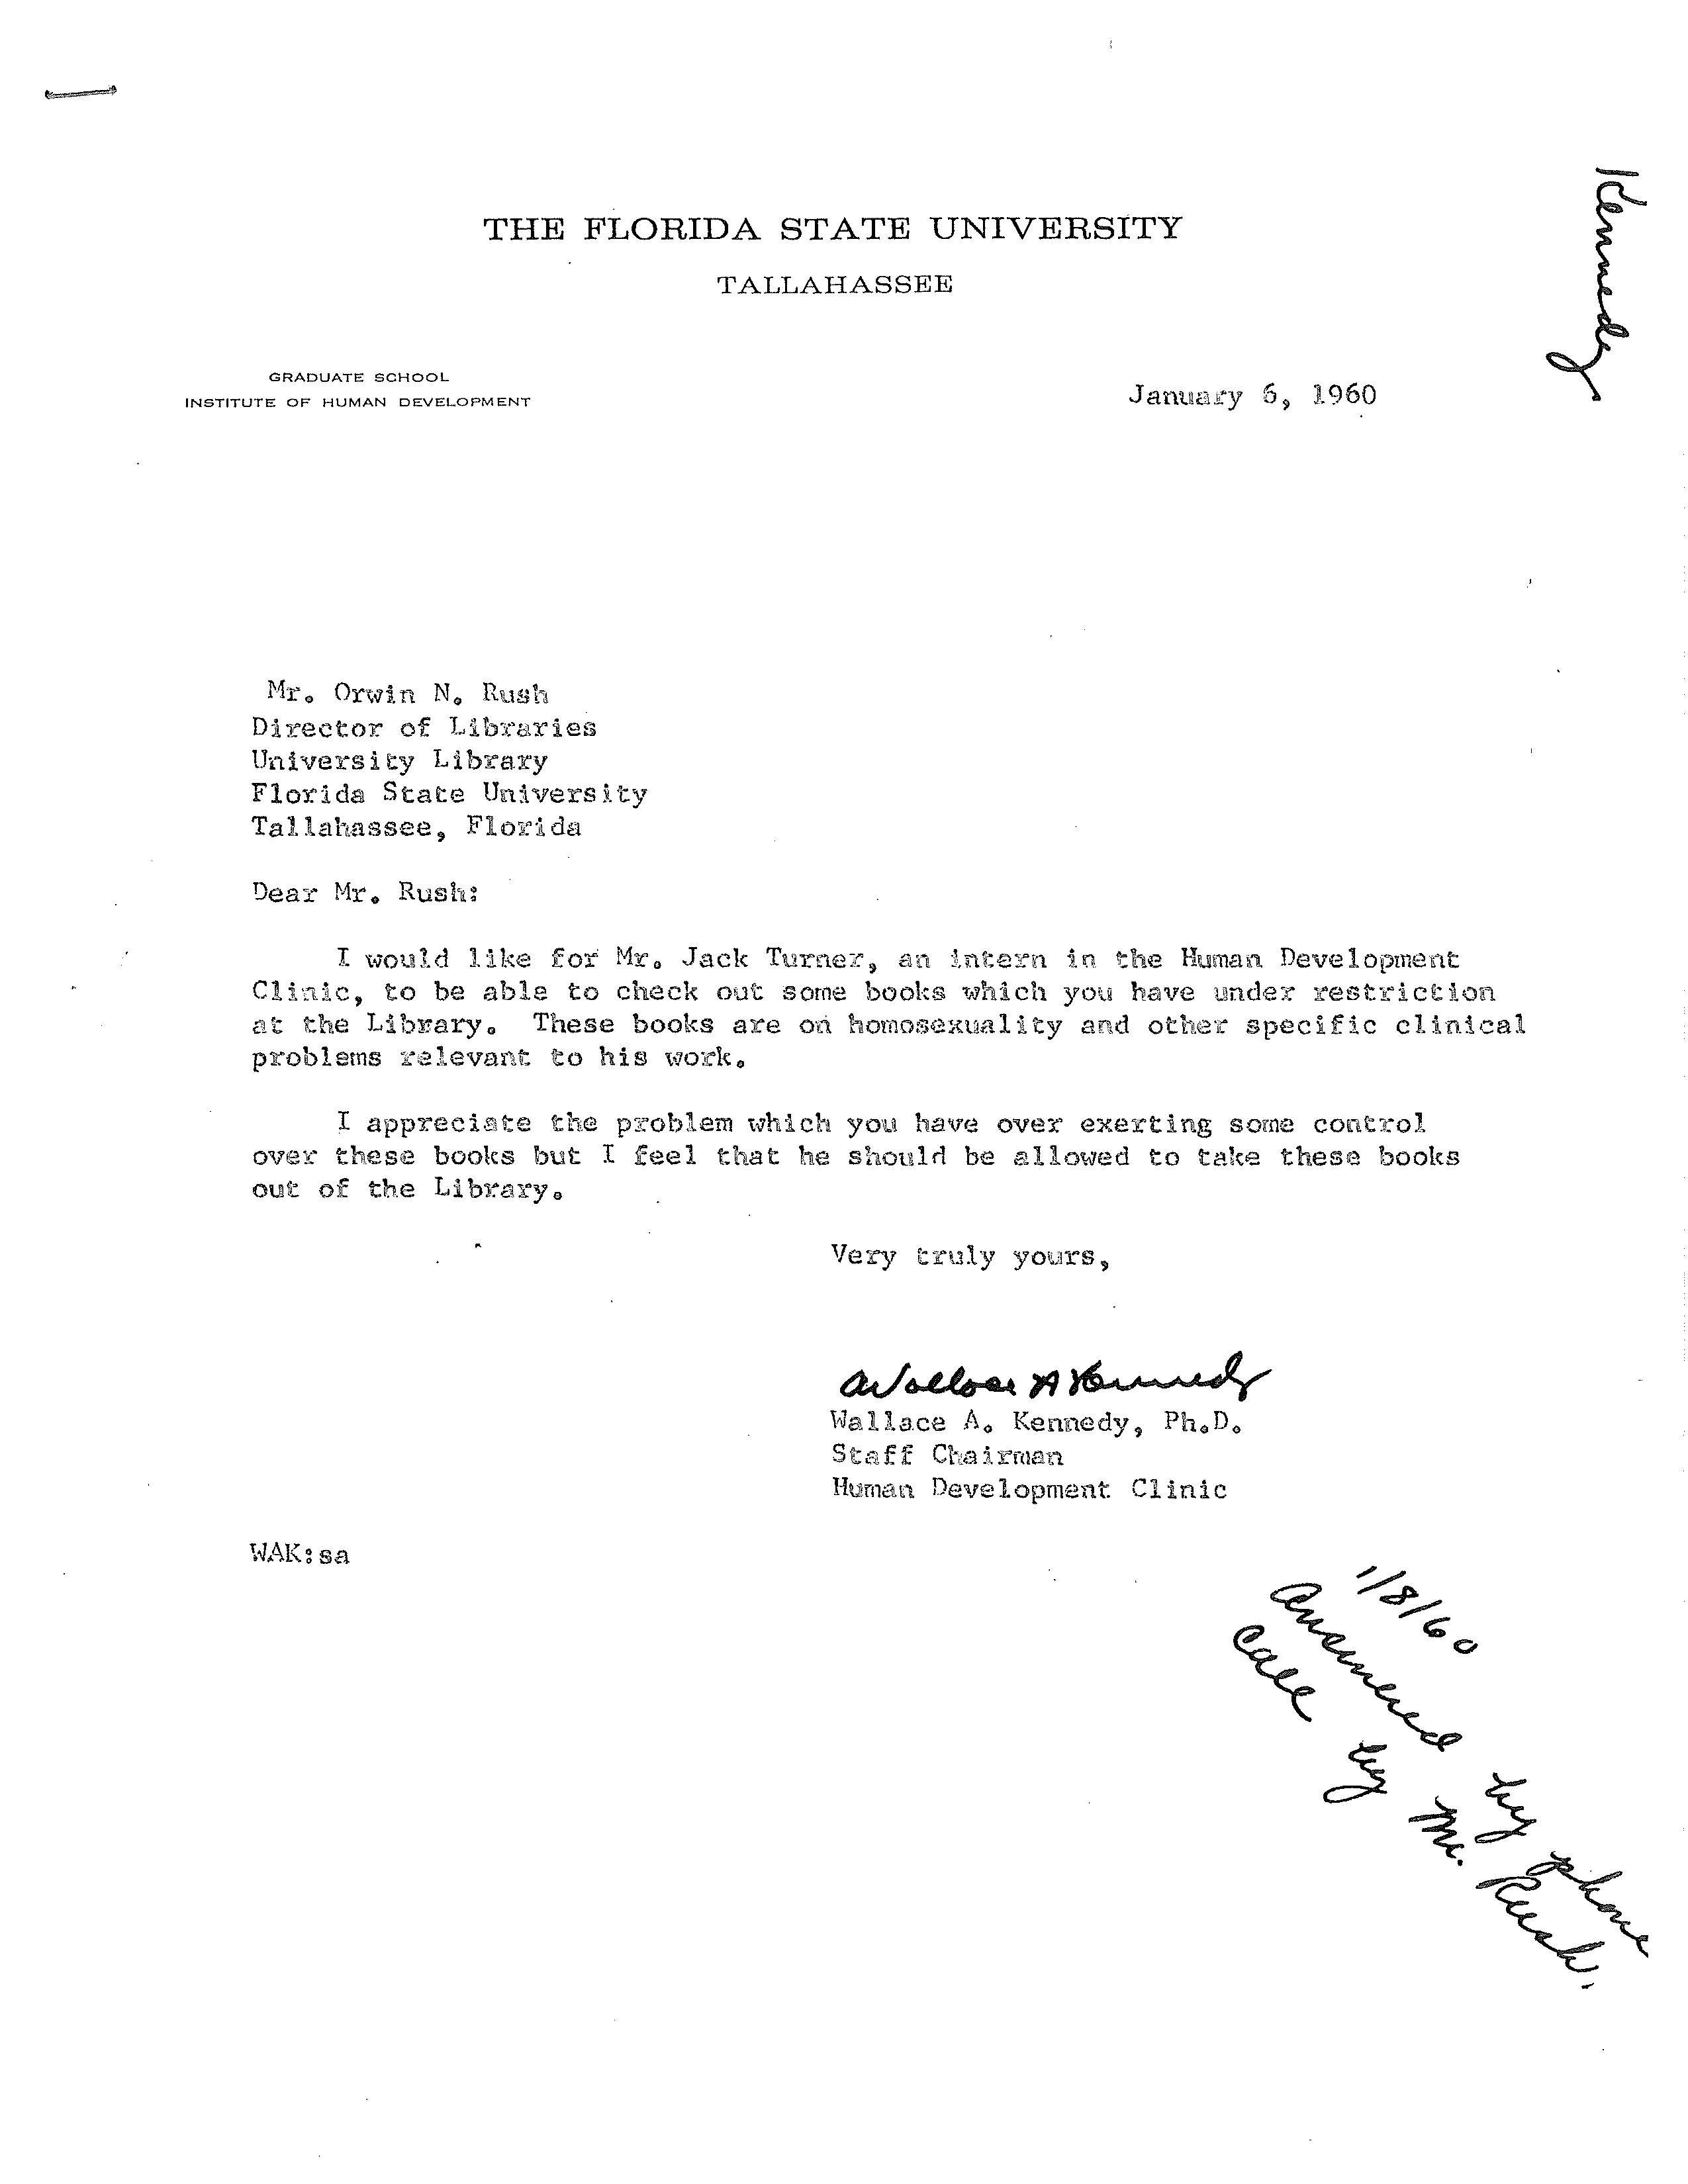 Kennedy
THE FLORIDA STATE UNIVERSITY
TALLAHASSEE
GRADUATE SCHOOL
INSTITUTE OF HUMAN DEVELOPMENT
January 6, 1960
Mr. Orwin N. Rush
Director of Libraries
University Library
Florida State University
Tallahassee, Florida
Dear Mr. Rush:
I would like for Mr. Jack Turner, an intern in the Human Development
Clinic, to be able to check out some books which you have under restriction
at the Library. These books are on homosexuality and other specific clinical
problems relevant to his work.
I appreciate the problem which you have over exerting some control
over these books but I feel that he should be allowed to take these books
out of the Library.
Very truly yours,
Wallace A Kennedy
Wallace A. Kennedy, Ph.D.
Staff Chairman
Human Development Clinic
WAK:sa
1/8/60
Answered by phone
call by Mr. Rush.